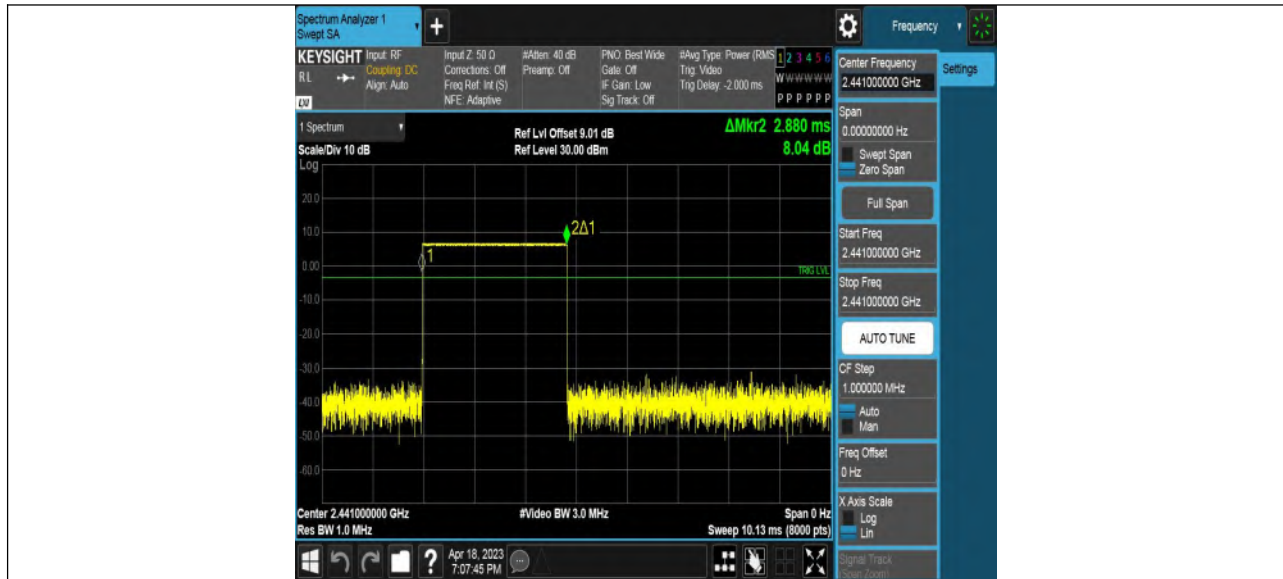 Spectrum Analyzer 1
Swept SA
+
Frequency
KEYSIGHT
RL
LXI
Input: RF
Coupling: DC
Align: Auto
Input Z: 50 Ω
Corrections: Off
Freq Ref: Int (S)
NFE: Adaptive
#Atten: 40 dB
Preamp: Off
PNO: Best Wide
Gate: Off
IF Gain: Low
Sig Track: Off
#Avg Type: Power (RMS
Trig: Video
Trig Delay: -2.000 ms
1 2 3 4 5 6
W W W W W W
P P P P P P
1 Spectrum
Scale/Div 10 dB
Log
Ref Lvl Offset 9.01 dB
Ref Level 30.00 dBm
ΔMkr2 2.880 ms
8.04 dB
20.0
10.0
0.00
-10.0
-20.0
-30.0
-40.0
-50.0
-60.0
1
2Δ1
TRIG LVL
Center 2.441000000 GHz
Res BW 1.0 MHz
#Video BW 3.0 MHz
Span 0 Hz
Sweep 10.13 ms (8000 pts)
?
Apr 18, 2023
7:07:45 PM
Center Frequency
2.441000000 GHz
Settings
Span
0.00000000 Hz
Swept Span
Zero Span
Full Span
Start Freq
2.441000000 GHz
Stop Freq
2.441000000 GHz
AUTO TUNE
CF Step
1.000000 MHz
Auto
Man
Freq Offset
0 Hz
X Axis Scale
Log
Lin
Signal Track
(Span Zoom)